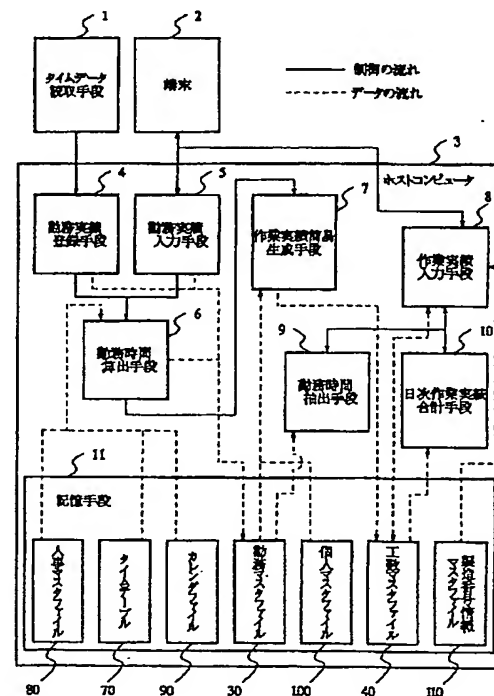 1
2
タイムデータ
読取手段
端末
制御の流れ
データの流れ
3
ホストコンピュータ
4
5
7
8
勤務実績
登録手段
勤務実績
入力手段
作業実績簡易
生成手段
作業実績
入力手段
6
9
10
勤務時間
算出手段
勤務時間
抽出手段
日次作業実績
合計手段
11
記憶手段
人事マスタファイル
タイムテーブル
カレンダファイル
勤務マスタファイル
個人マスタファイル
工数マスタファイル
製造番号情報
マスタファイル
80
70
90
30
100
40
110